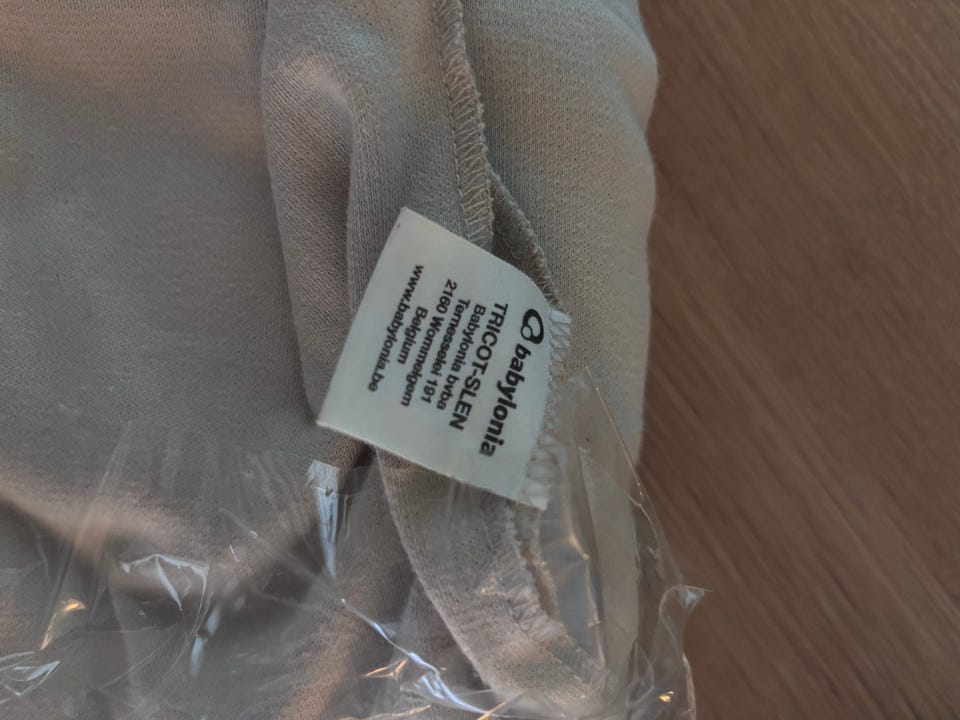 babylonia
TRICOT-SLEN
Babylonia bvba
Ternesselei 191
2160 Wommelgem
Belgium
www.babylonia.be